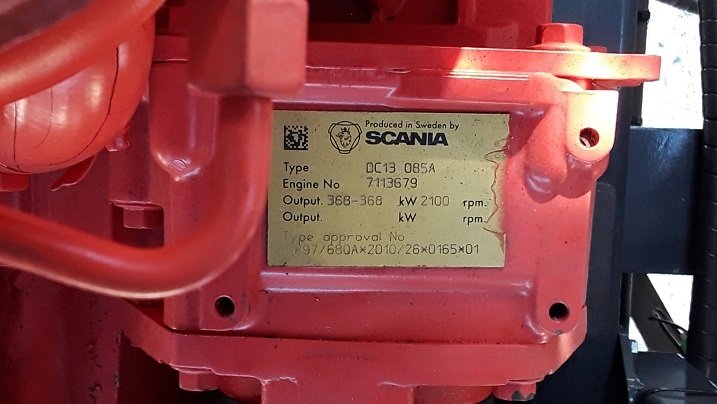 Produced in Sweden by
SCANIA
Type DC13 085A
Engine No 7113679
Output. 368-368 kW 2100 rpm.
Output. kW rpm.
Type approval No
97/68QA*2010/26*0165*01